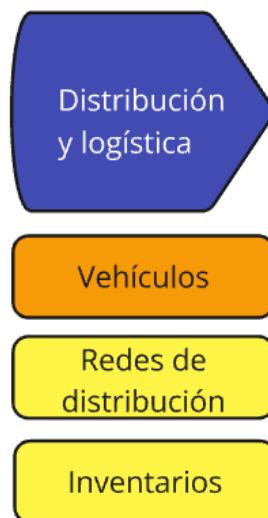 Distribución
y logística
Vehículos
Redes de
distribución
Inventarios